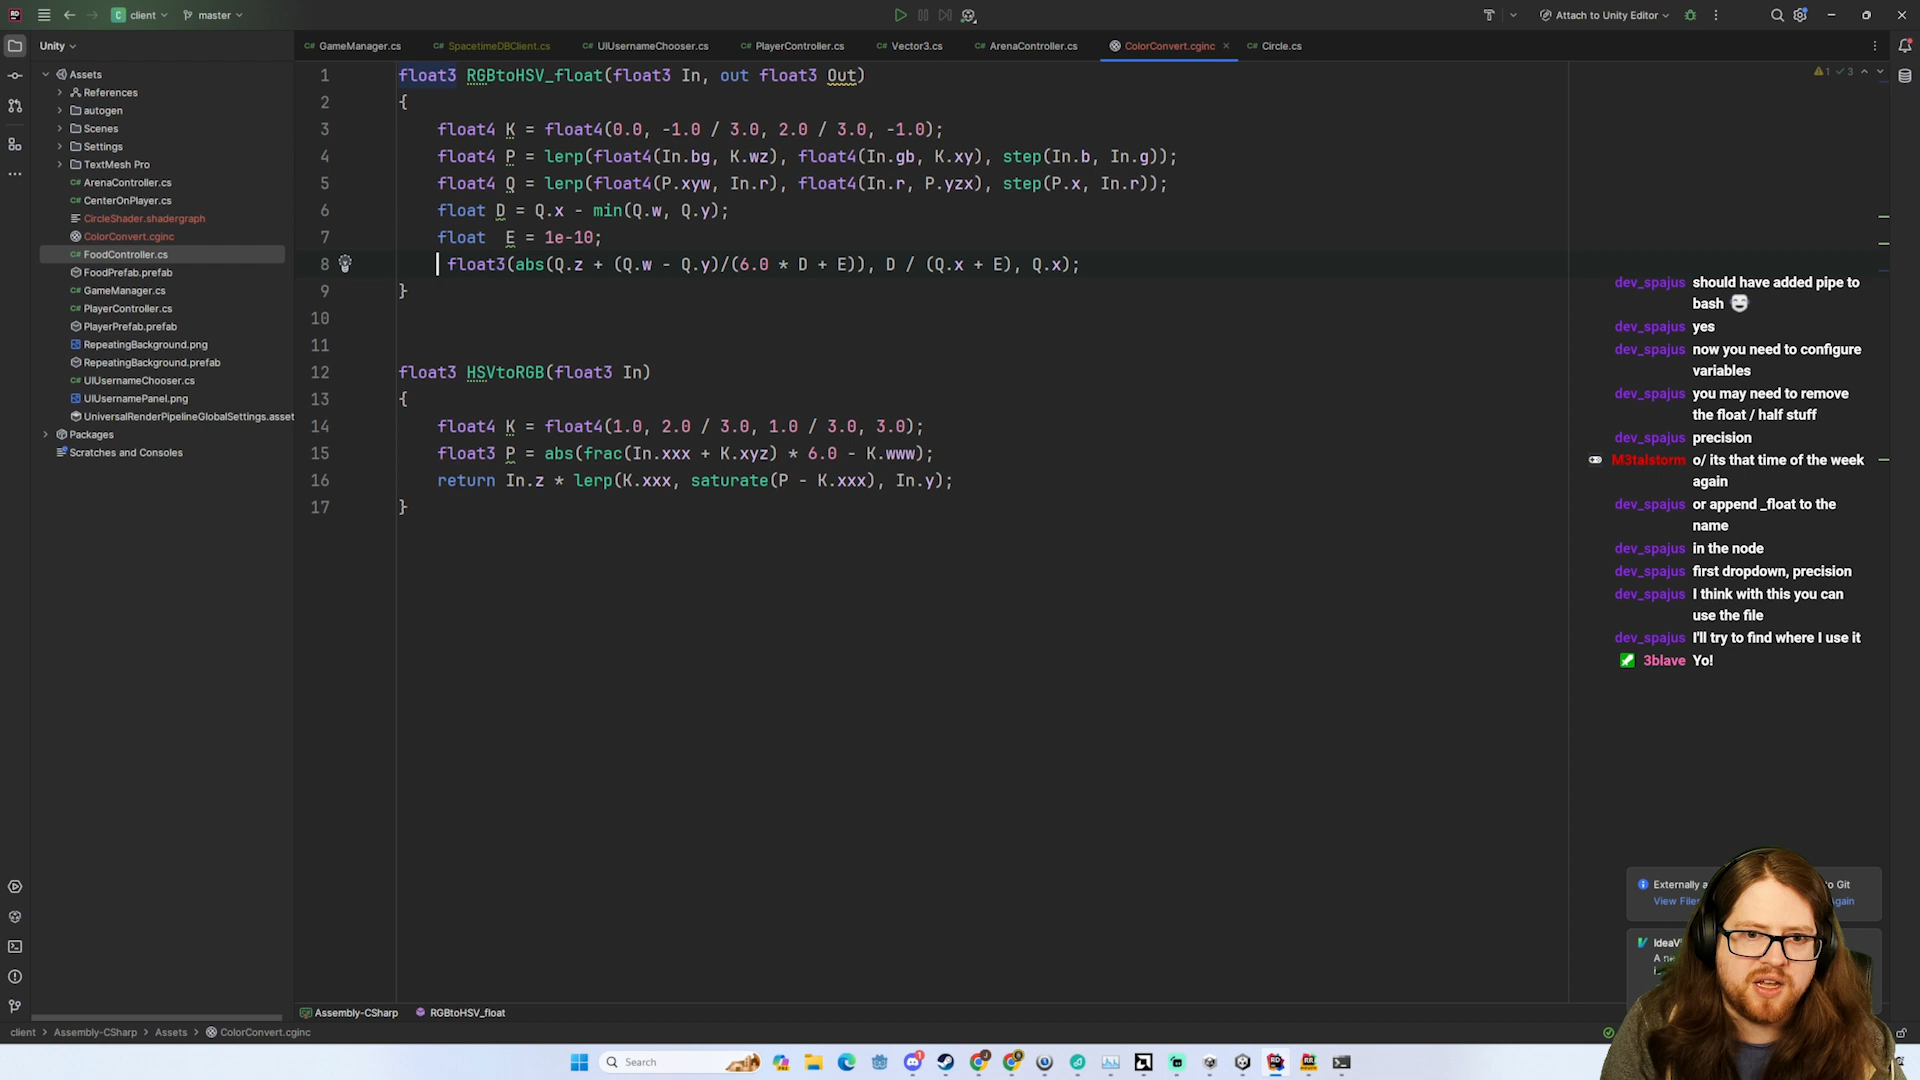 client
master
Attach to Unity Editor
Unity
GameManager.cs
SpacetimeDBClient.cs
UIUsernameChooser.cs
PlayerController.cs
Vector3.cs
ArenaController.cs
ColorConvert.cginc
Circle.cs
Assets
References
autogen
Scenes
Settings
TextMesh Pro
ArenaController.cs
CenterOnPlayer.cs
CircleShader.shadergraph
ColorConvert.cginc
FoodController.cs
FoodPrefab.prefab
GameManager.cs
PlayerController.cs
PlayerPrefab.prefab
RepeatingBackground.png
RepeatingBackground.prefab
UIUsernameChooser.cs
UIUsernamePanel.png
UniversalRenderPipelineGlobalSettings.asset
Packages
Scratches and Consoles
1 float3 RGBtoHSV_float(float3 In, out float3 Out)
2 {
3 float4 K = float4(0.0, -1.0 / 3.0, 2.0 / 3.0, -1.0);
4 float4 P = lerp(float4(In.bg, K.wz), float4(In.gb, K.xy), step(In.b, In.g));
5 float4 Q = lerp(float4(P.xyw, In.r), float4(In.r, P.yzx), step(P.x, In.r));
6 float D = Q.x - min(Q.w, Q.y);
7 float  E = 1e-10;
8 float3(abs(Q.z + (Q.w - Q.y)/(6.0 * D + E)), D / (Q.x + E), Q.x);
9 }
10
11
12 float3 HSVtoRGB(float3 In)
13 {
14 float4 K = float4(1.0, 2.0 / 3.0, 1.0 / 3.0, 3.0);
15 float3 P = abs(frac(In.xxx + K.xyz) * 6.0 - K.www);
16 return In.z * lerp(K.xxx, saturate(P - K.xxx), In.y);
17 }
1 3
dev_spajus should have added pipe to
bash
dev_spajus yes
dev_spajus now you need to configure
variables
dev_spajus you may need to remove
the float / half stuff
dev_spajus precision
M3talstorm o/ its that time of the week
again
dev_spajus or append _float to the
name
dev_spajus in the node
dev_spajus first dropdown, precision
dev_spajus I think with this you can
use the file
dev_spajus I'll try to find where I use it
3blave Yo!
Externally
to Git
View File
Assembly-CSharp
RGBtoHSV_float
client > Assembly-CSharp > Assets > ColorConvert.cginc
Search